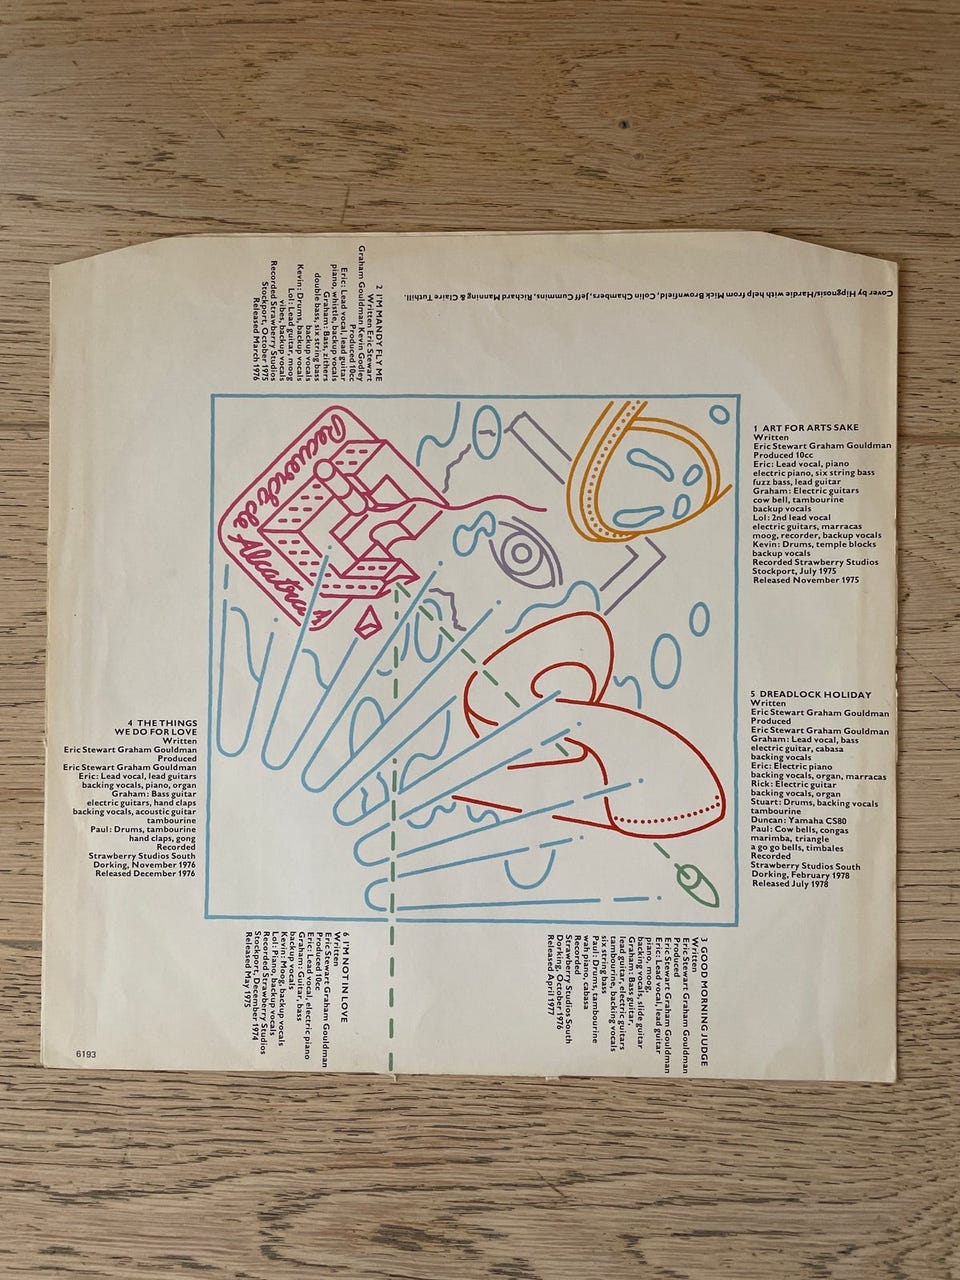 Cover by Hipgnosis/Hardie with help from Mick Brownfield, Colin Chambers, Jeff Cummins, Richard Manning & Claire Tuthill.
1 ART FOR ARTS SAKE
Written
Eric Stewart Graham Gouldman
Produced 10cc
Eric: Lead vocal, piano
electric piano, six string bass
fuzz bass, lead guitar
Graham: Electric guitars
cow bell, tambourine
backup vocals
Lol: 2nd lead vocal
electric guitars, marracas
moog, recorder, backup vocals
Kevin: Drums, temple blocks
backup vocals
Recorded Strawberry Studios
Stockport, July 1975
Released November 1975
2 I'M MANDY FLY ME
Written Eric Stewart
Graham Gouldman Kevin Godley
Produced 10cc
Eric: Lead vocal, lead guitar
piano, whistle, backup vocals
Graham: Bass, zithers
double bass, six string bass
backup vocals
Kevin: Drums, backup vocals
Lol: Lead guitar, moog
vibes, backup vocals
Recorded Strawberry Studios
Stockport, October 1975
Released March 1976
3 GOOD MORNING JUDGE
Written
Eric Stewart Graham Gouldman
Produced
Eric Stewart Graham Gouldman
Eric: Lead vocal, lead guitar
piano, moog,
backing vocals, slide guitar
Graham: Bass guitar,
lead guitar, electric guitars
tambourine, backing vocals
six string bass
Paul: Drums, tambourine
wah piano, cabasa
Recorded
Strawberry Studios South
Dorking, October 1976
Released April 1977
4 THE THINGS
WE DO FOR LOVE
Written
Eric Stewart Graham Gouldman
Produced
Eric Stewart Graham Gouldman
Eric: Lead vocal, lead guitars
backing vocals, piano, organ
Graham: Bass guitar
electric guitars, hand claps
backing vocals, acoustic guitar
tambourine
Paul: Drums, tambourine
hand claps, gong
Recorded
Strawberry Studios South
Dorking, November 1976
Released December 1976
5 DREADLOCK HOLIDAY
Written
Eric Stewart Graham Gouldman
Produced
Eric Stewart Graham Gouldman
Graham: Lead vocal, bass
electric guitar, cabasa
backing vocals
Eric: Electric piano
backing vocals, organ, marracas
Rick: Electric guitar
backing vocals, organ
Stuart: Drums, backing vocals
tambourine
Duncan: Yamaha CS80
Paul: Cow bells, congas
marimba, triangle
a go go bells, timbales
Recorded
Strawberry Studios South
Dorking, February 1978
Released July 1978
6 I'M NOT IN LOVE
Written
Eric Stewart Graham Gouldman
Produced 10cc
Eric: Lead vocal, electric piano
Graham: Guitar, bass
backup vocals
Kevin: Moog, backup vocals
Lol: Piano, backup vocals
Recorded Strawberry Studios
Stockport, December 1974
Released May 1975
Recuerdo de
Alcatraz
6193